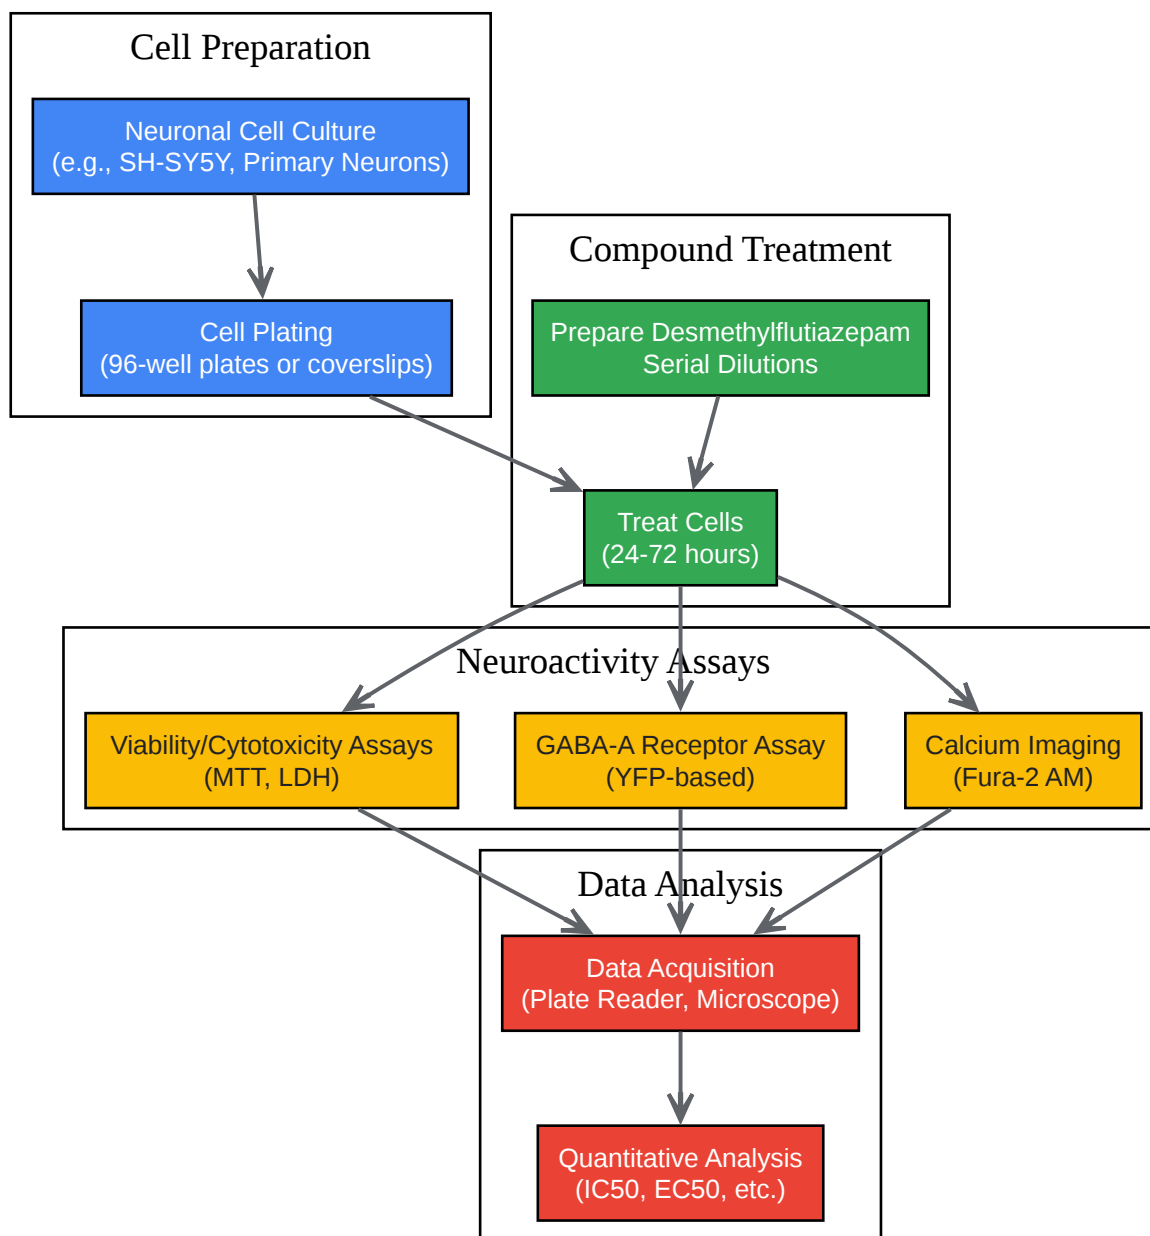 Cell Preparation
Neuronal Cell Culture
(e.g., SH-SY5Y, Primary Neurons)
Cell Plating
(96-well plates or coverslips)
Compound Treatment
Prepare Desmethylflutiazepam
Serial Dilutions
Treat Cells
(24-72 hours)
Neuroactivity Assays
Viability/Cytotoxicity Assays
(MTT, LDH)
GABA-A Receptor Assay
(YFP-based)
Calcium Imaging
(Fura-2 AM)
Data Analysis
Data Acquisition
(Plate Reader, Microscope)
Quantitative Analysis
(IC50, EC50, etc.)